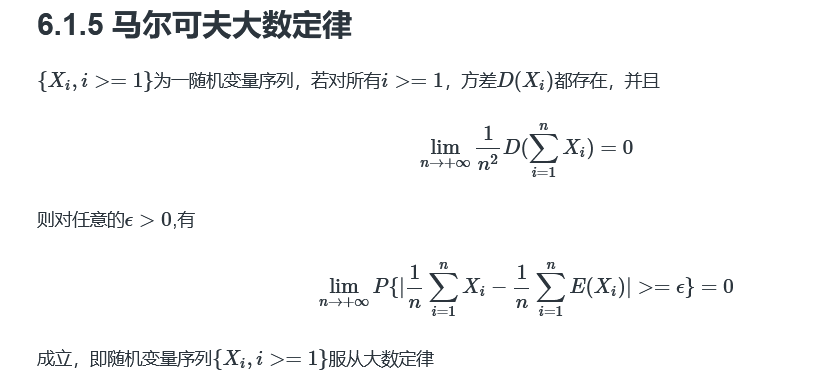 6.1.5 马尔可夫大数定律
{X_i, i >= 1}为一随机变量序列，若对所有i >= 1，方差D(X_i)都存在，并且
\lim_{n \to +\infty} \frac{1}{n^2} D(\sum_{i=1}^{n} X_i) = 0
则对任意的ϵ > 0,有
\lim_{n \to +\infty} P\{|\frac{1}{n} \sum_{i=1}^{n} X_i - \frac{1}{n} \sum_{i=1}^{n} E(X_i)| >= ϵ\} = 0
成立，即随机变量序列{X_i, i >= 1}服从大数定律